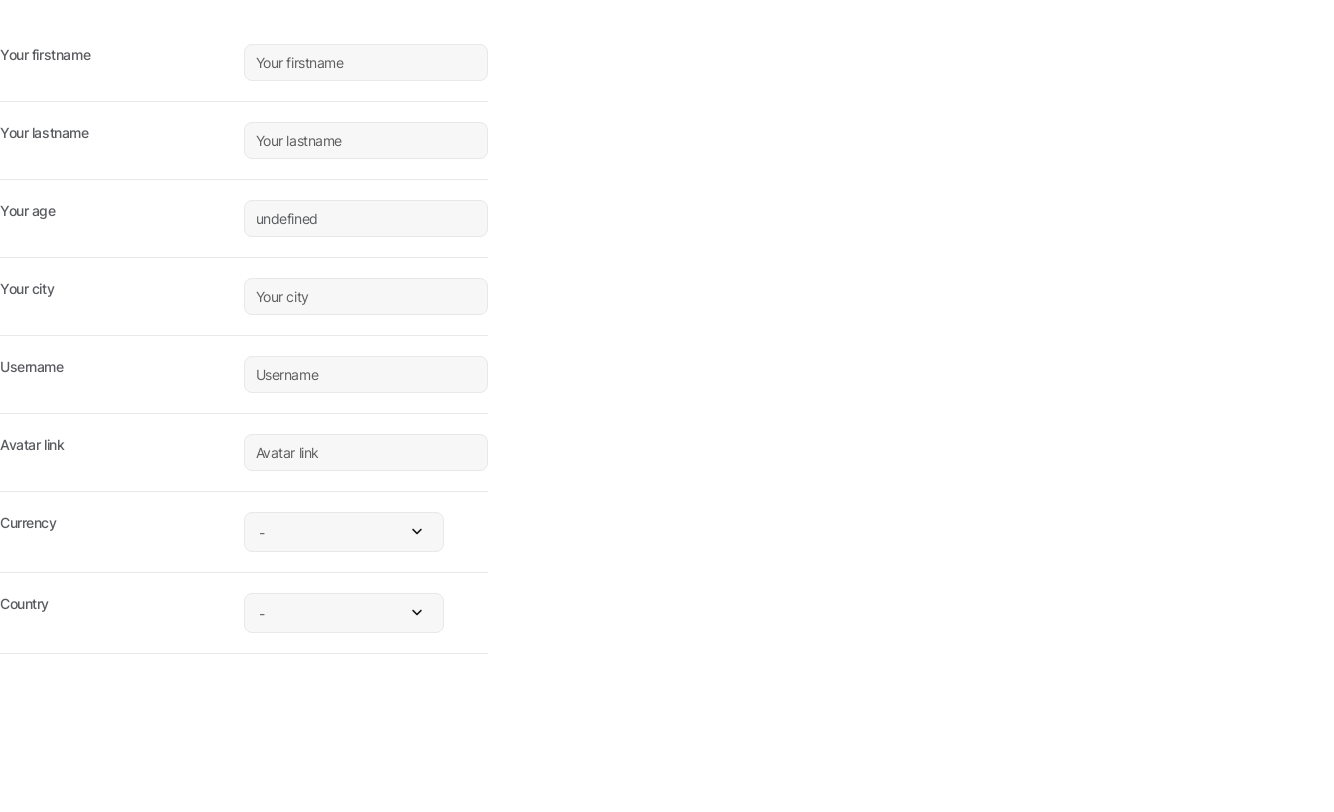 Your firstname
Your firstname
Your lastname
Your lastname
Your age
undefined
Your city
Your city
Username
Username
Avatar link
Avatar link
Currency
-
Country
-